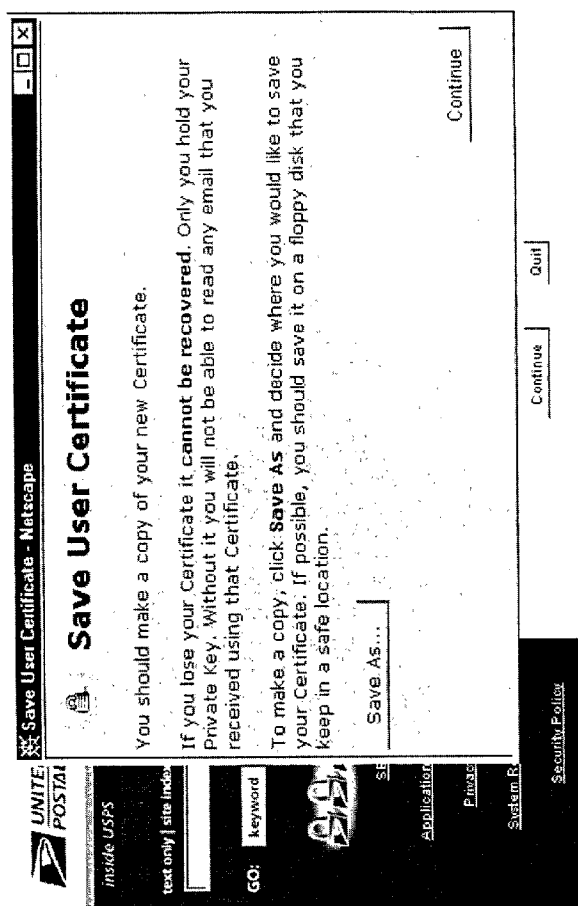 Save User Certificate - Netscape
Save User Certificate
You should make a copy of your new Certificate.
If you lose your Certificate it cannot be recovered. Only you hold your
Private Key. Without it you will not be able to read any email that you
received using that Certificate.
To make a copy, click Save As and decide where you would like to save
your Certificate. If possible, you should save it on a floppy disk that you
keep in a safe location.
Save As...
Continue
UNITE
POSTAL
inside USPS
text only | site index
GO:
keyword
SE
Application
Privac
System R
Security Policy
Continue
Quit